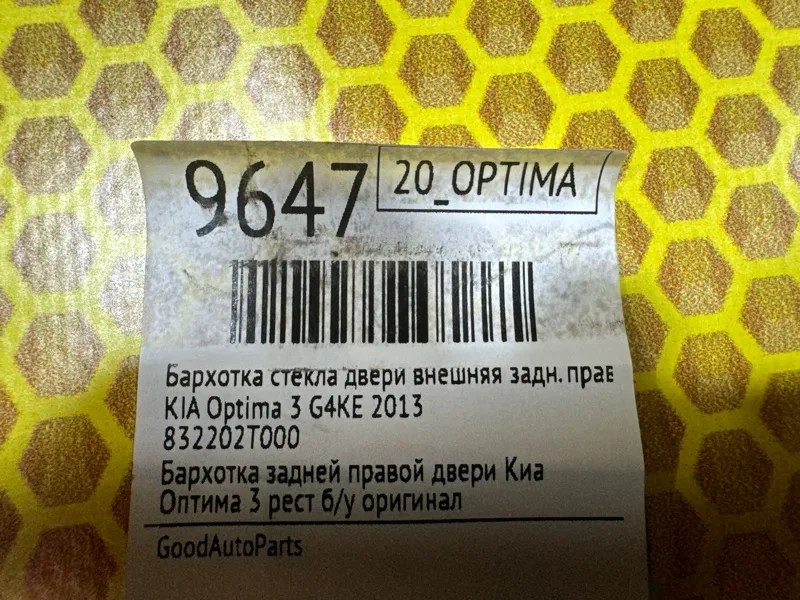 9647
20_OPTIMA
Бархотка стекла двери внешняя задн. прав
KIA Optima 3 G4KE 2013
832202T000
Бархотка задней правой двери Киа
Оптима 3 рест б/у оригинал
GoodAutoParts